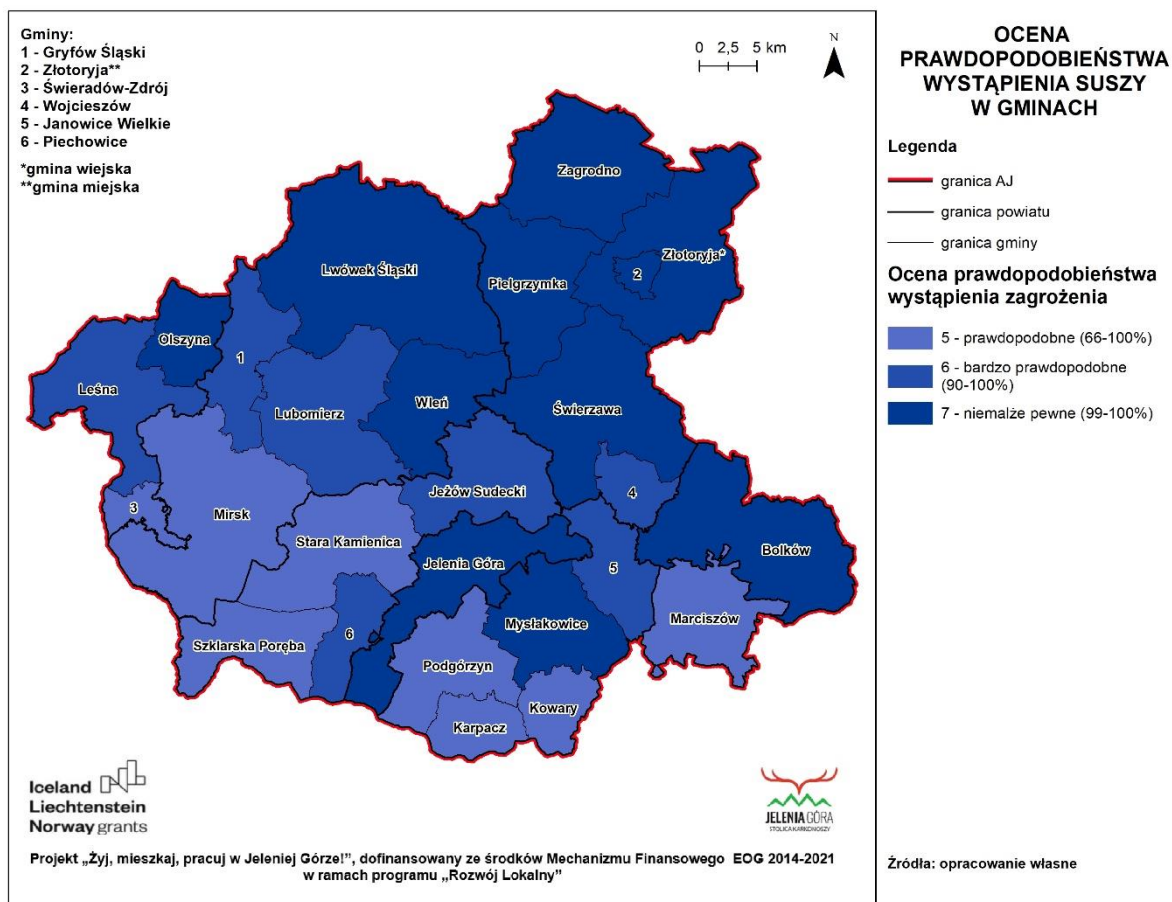 Gminy:
1 - Gryfów Śląski
2 - Złotoryja**
3 - Świeradów-Zdrój
4 - Wojcieszów
5 - Janowice Wielkie
6 - Piechowice
*gmina wiejska
**gmina miejska
0 2,5 5 km
N
Zagrodno
Złotoryja*
2
Lwówek Śląski
Pielgrzymka
Olszyna
1
Leśna
Lubomierz
Wleń
Świerzawa
Jeżów Sudecki
4
3
Mirsk
Stara Kamienica
Bolków
Jelenia Góra
5
Marciszów
Mysłakowice
Szklarska Poręba
6
Podgórzyn
Kowary
Karpacz
Iceland
Liechtenstein
Norway grants
JELENIA GÓRA
STOLICA KARKONOSZY
Projekt „Żyj, mieszkaj, pracuj w Jeleniej Górze!”, dofinansowany ze środków Mechanizmu Finansowego EOG 2014-2021
w ramach programu „Rozwój Lokalny”
OCENA
PRAWDOPODOBIEŃSTWA
WYSTĄPIENIA SUSZY
W GMINACH
Legenda
granica AJ
granica powiatu
granica gminy
Ocena prawdopodobieństwa
wystąpienia zagrożenia
5 - prawdopodobne (66-100%)
6 - bardzo prawdopodobne
(90-100%)
7 - niemalże pewne (99-100%)
Źródła: opracowanie własne